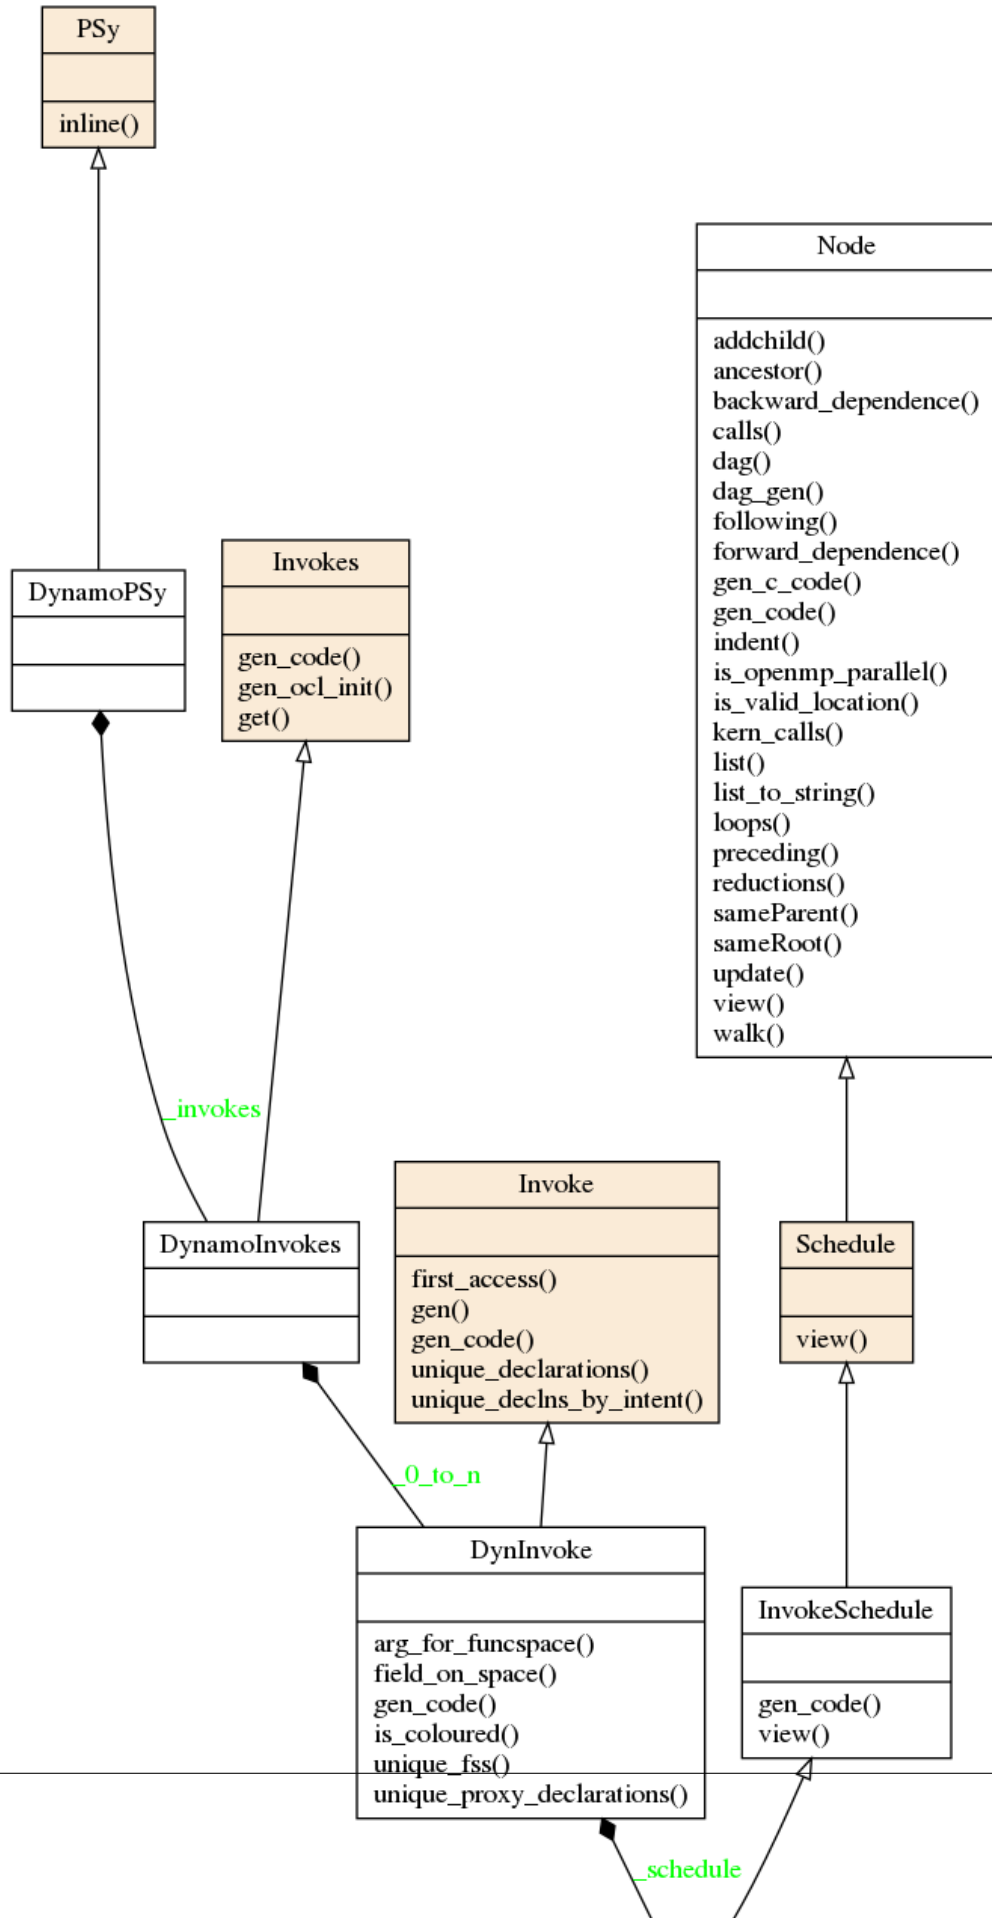 PSy
inline()
Node
addchild()
ancestor()
backward_dependence()
calls()
dag()
dag_gen()
following()
forward_dependence()
gen_c_code()
gen_code()
indent()
is_openmp_parallel()
is_valid_location()
kern_calls()
list()
list_to_string()
loops()
preceding()
reductions()
sameParent()
sameRoot()
update()
view()
walk()
DynamoPSy
Invokes
gen_code()
gen_ocl_init()
get()
_invokes
DynamoInvokes
Invoke
first_access()
gen()
gen_code()
unique_declarations()
unique_declns_by_intent()
Schedule
view()
_0_to_n
DynInvoke
arg_for_funcspace()
field_on_space()
gen_code()
is_coloured()
unique_fss()
unique_proxy_declarations()
InvokeSchedule
gen_code()
view()
_schedule